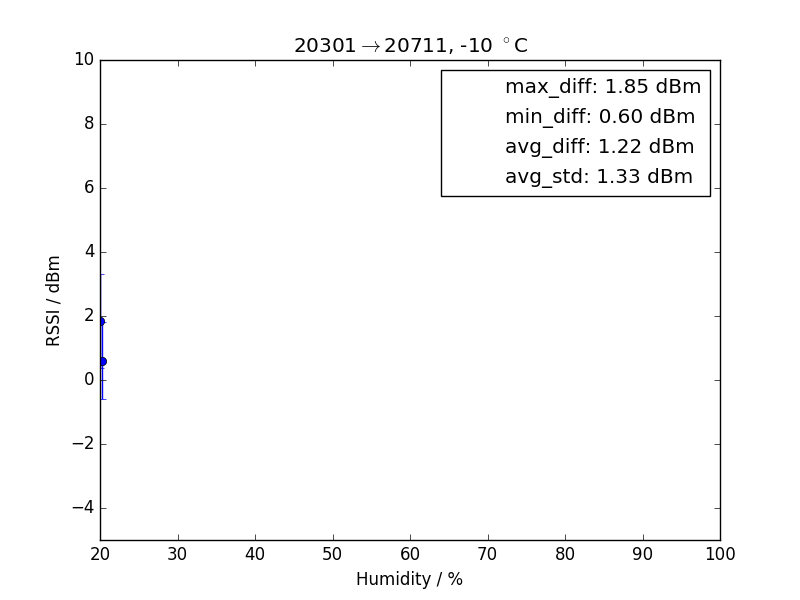 20301→20711, -10 °C
max_diff: 1.85 dBm
min_diff: 0.60 dBm
avg_diff: 1.22 dBm
avg_std: 1.33 dBm
10
8
6
4
2
0
−2
−4
RSSI / dBm
20 30 40 50 60 70 80 90 100
Humidity / %